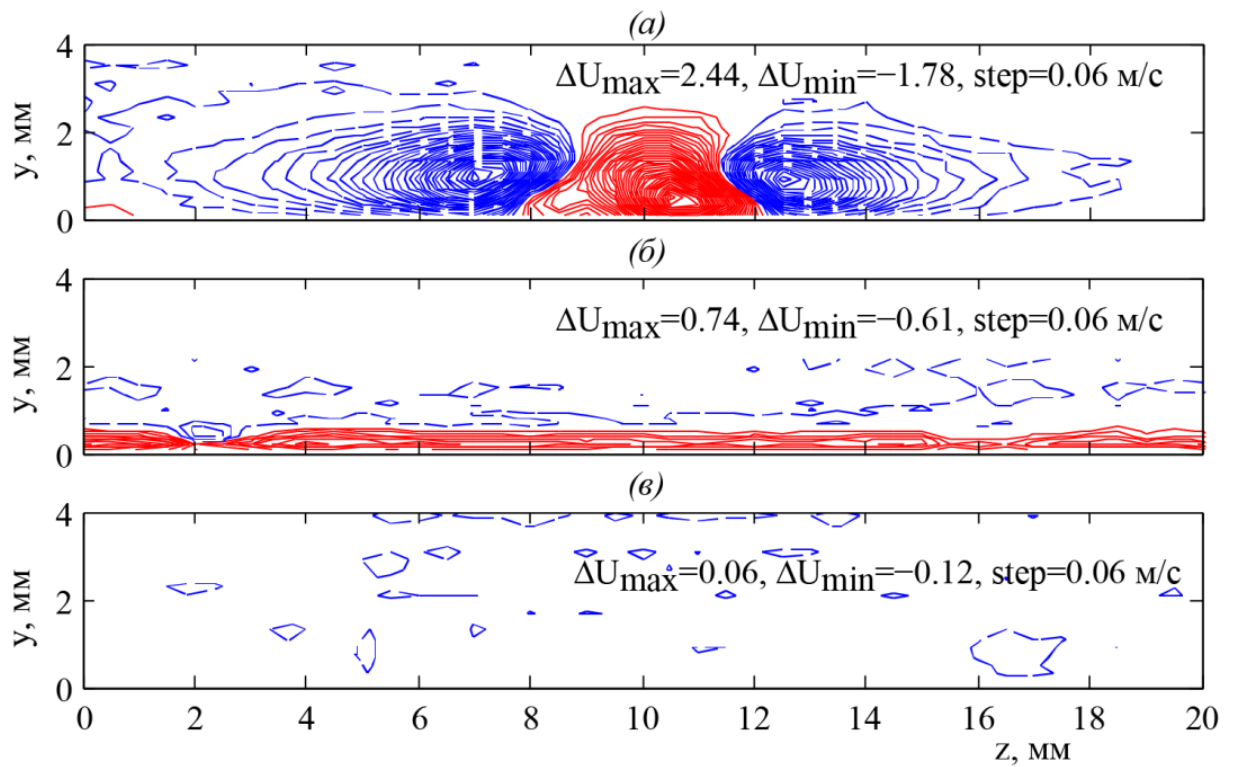 (а)
4
ΔUmax=2.44, ΔUmin=−1.78, step=0.06 м/с
2
y, мм
0
(б)
4
ΔUmax=0.74, ΔUmin=−0.61, step=0.06 м/с
2
y, мм
0
(в)
4
ΔUmax=0.06, ΔUmin=−0.12, step=0.06 м/с
2
y, мм
0
0 2 4 6 8 10 12 14 16 18 20
z, мм